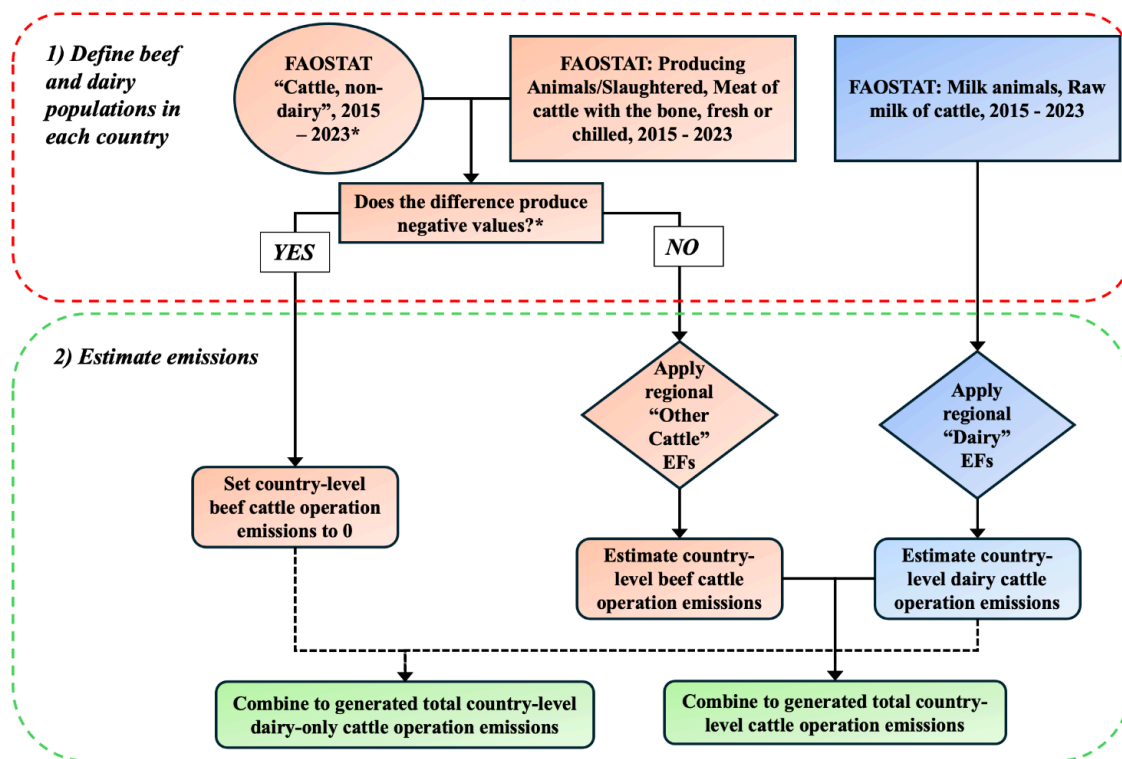 1) Define beef
and dairy
populations in
each country
FAOSTAT
“Cattle, non-
dairy”, 2015
– 2023*
FAOSTAT: Producing
Animals/Slaughtered, Meat of
cattle with the bone, fresh or
chilled, 2015 - 2023
FAOSTAT: Milk animals, Raw
milk of cattle, 2015 - 2023
Does the difference produce
negative values?*
YES
NO
2) Estimate emissions
Apply
regional
“Other
Cattle”
EFs
Apply
regional
“Dairy”
EFs
Set country-level
beef cattle operation
emissions to 0
Estimate country-
level beef cattle
operation emissions
Estimate country-
level dairy cattle
operation emissions
Combine to generated total country-level
dairy-only cattle operation emissions
Combine to generated total country-
level cattle operation emissions